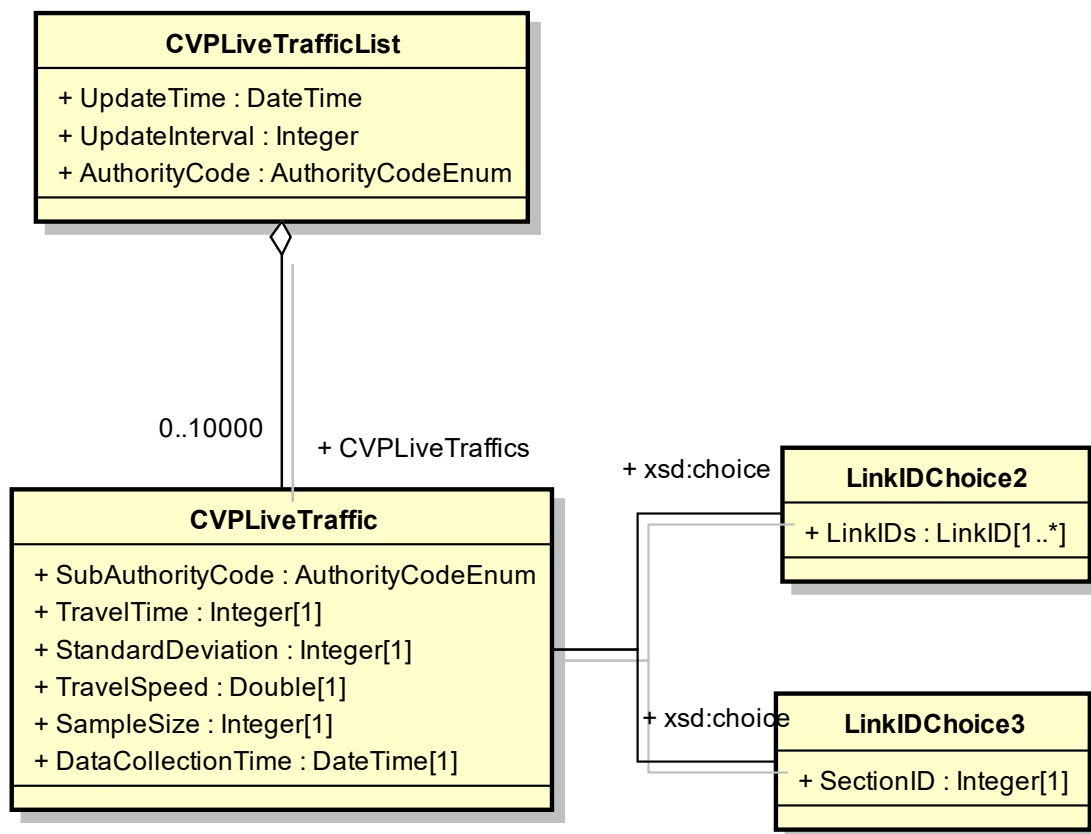 CVPLiveTrafficList
+ UpdateTime : DateTime
+ UpdateInterval : Integer
+ AuthorityCode : AuthorityCodeEnum
0..10000
+ CVPLiveTraffics
CVPLiveTraffic
+ SubAuthorityCode : AuthorityCodeEnum
+ TravelTime : Integer[1]
+ StandardDeviation : Integer[1]
+ TravelSpeed : Double[1]
+ SampleSize : Integer[1]
+ DataCollectionTime : DateTime[1]
+ xsd:choice
LinkIDChoice2
+ LinkIDs : LinkID[1..*]
+ xsd:choice
LinkIDChoice3
+ SectionID : Integer[1]